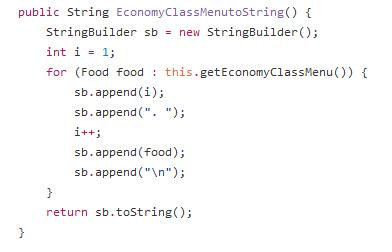 public String EconomyClassMenutoString() {
    StringBuilder sb = new StringBuilder();
    int i = 1;
    for (Food food : this.getEconomyClassMenu()) {
        sb.append(i);
        sb.append(". ");
        i++;
        sb.append(food);
        sb.append("\n");
    }
    return sb.toString();
}